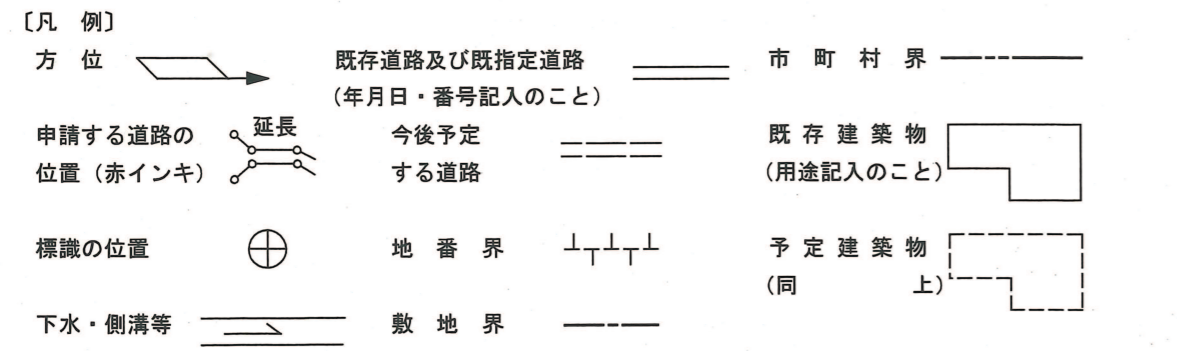 〔凡　例〕
方　位
既存道路及び既指定道路
(年月日・番号記入のこと)
市　町　村　界
申請する道路の
位置（赤インキ）
延長
今後予定
する道路
既存建築物
(用途記入のこと)
標識の位置
地　番　界
予定建築物
(同　　　上)
下水・側溝等
敷　地　界